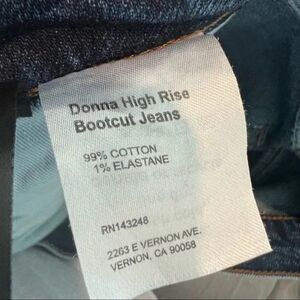 Donna High Rise
Bootcut Jeans
99% COTTON
1% ELASTANE
RN143248
2263 E VERNON AVE.
VERNON, CA 90058